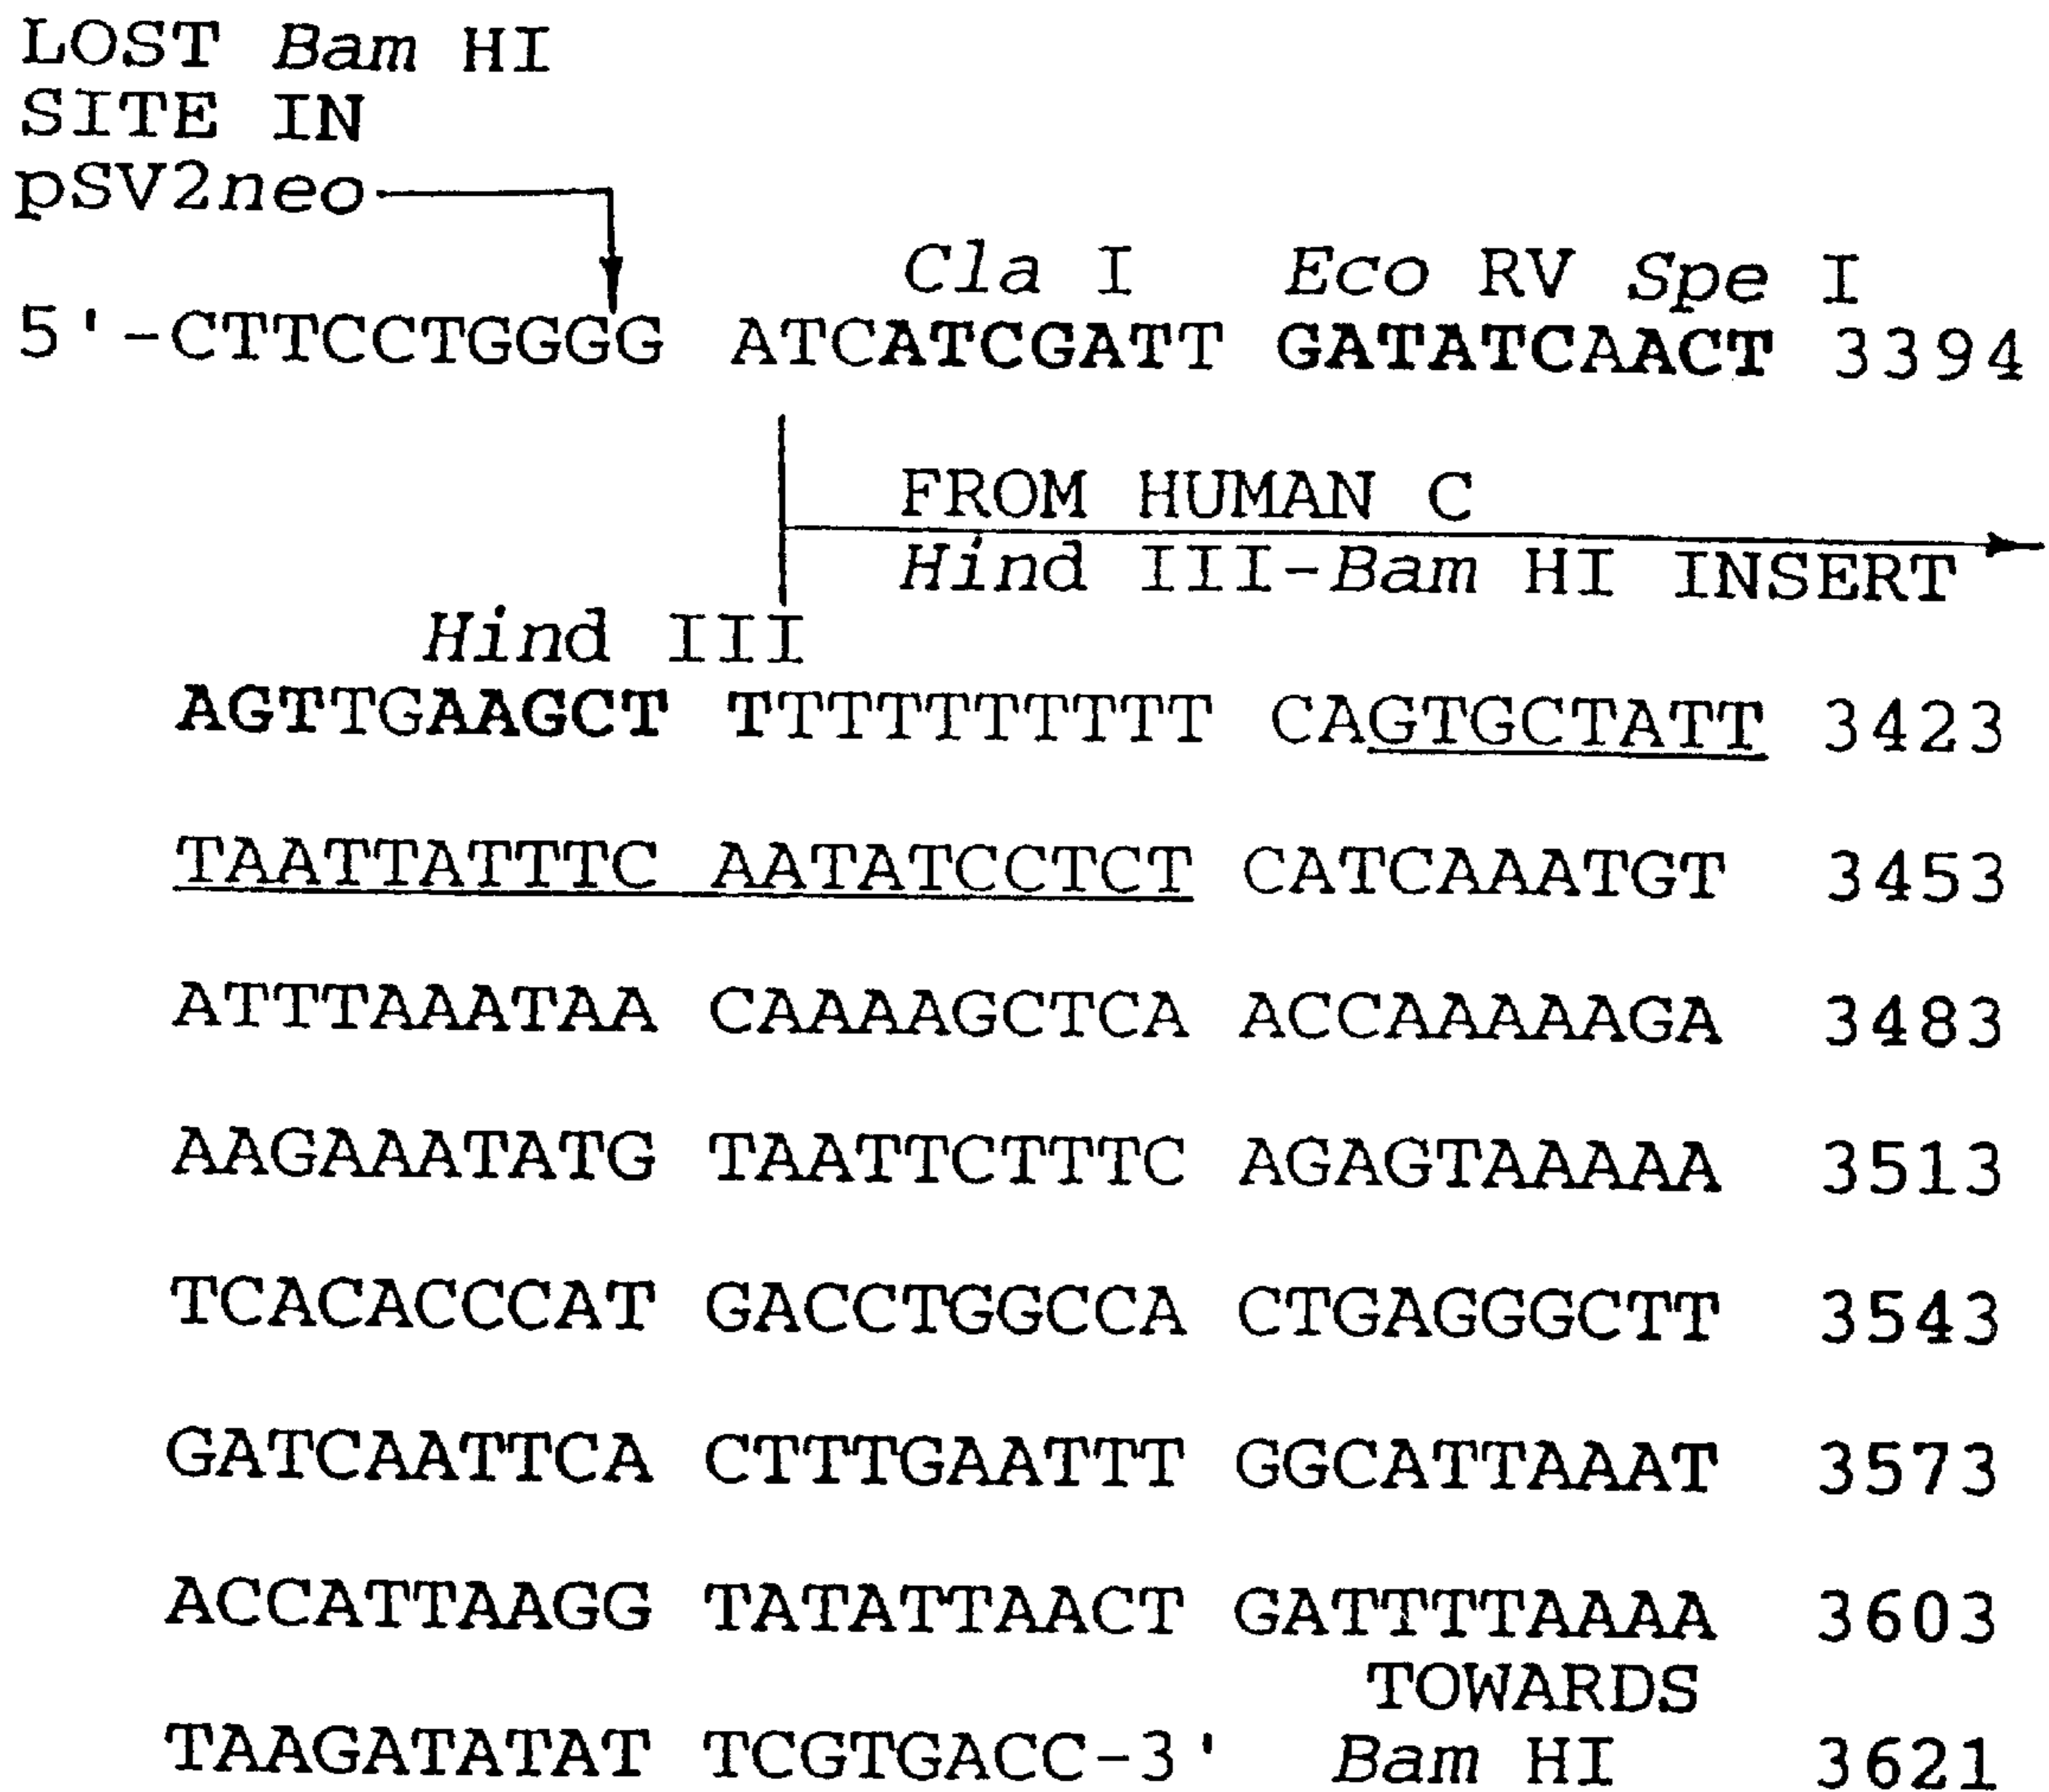 LOST Bam HI
SITE IN
pSV2neo
Cla I Eco RV Spe I
5'-CTTCCTGGGG ATCATCGATT GATATCAACT 3394
FROM HUMAN C
Hind III-Bam HI INSERT
Hind III
AGTTGAAGCT TTTTTTTTTT CAGTGCTATT 3423
TAATTATTTC AATATCCTCT CATCAAATGT 3453
ATTTAAATAA CAAAAGCTCA ACCAAAAAGA 3483
AAGAAATATG TAATTCTTTC AGAGTAAAAA 3513
TCACACCCAT GACCTGGCCA CTGAGGGCTT 3543
GATCAATTCA CTTTGAATTT GGCATTAAAT 3573
ACCATTAAGG TATATTAACT GATTTTAAAA 3603
TOWARDS
TAAGATATAT TCGTGACC-3' Bam HI 3621